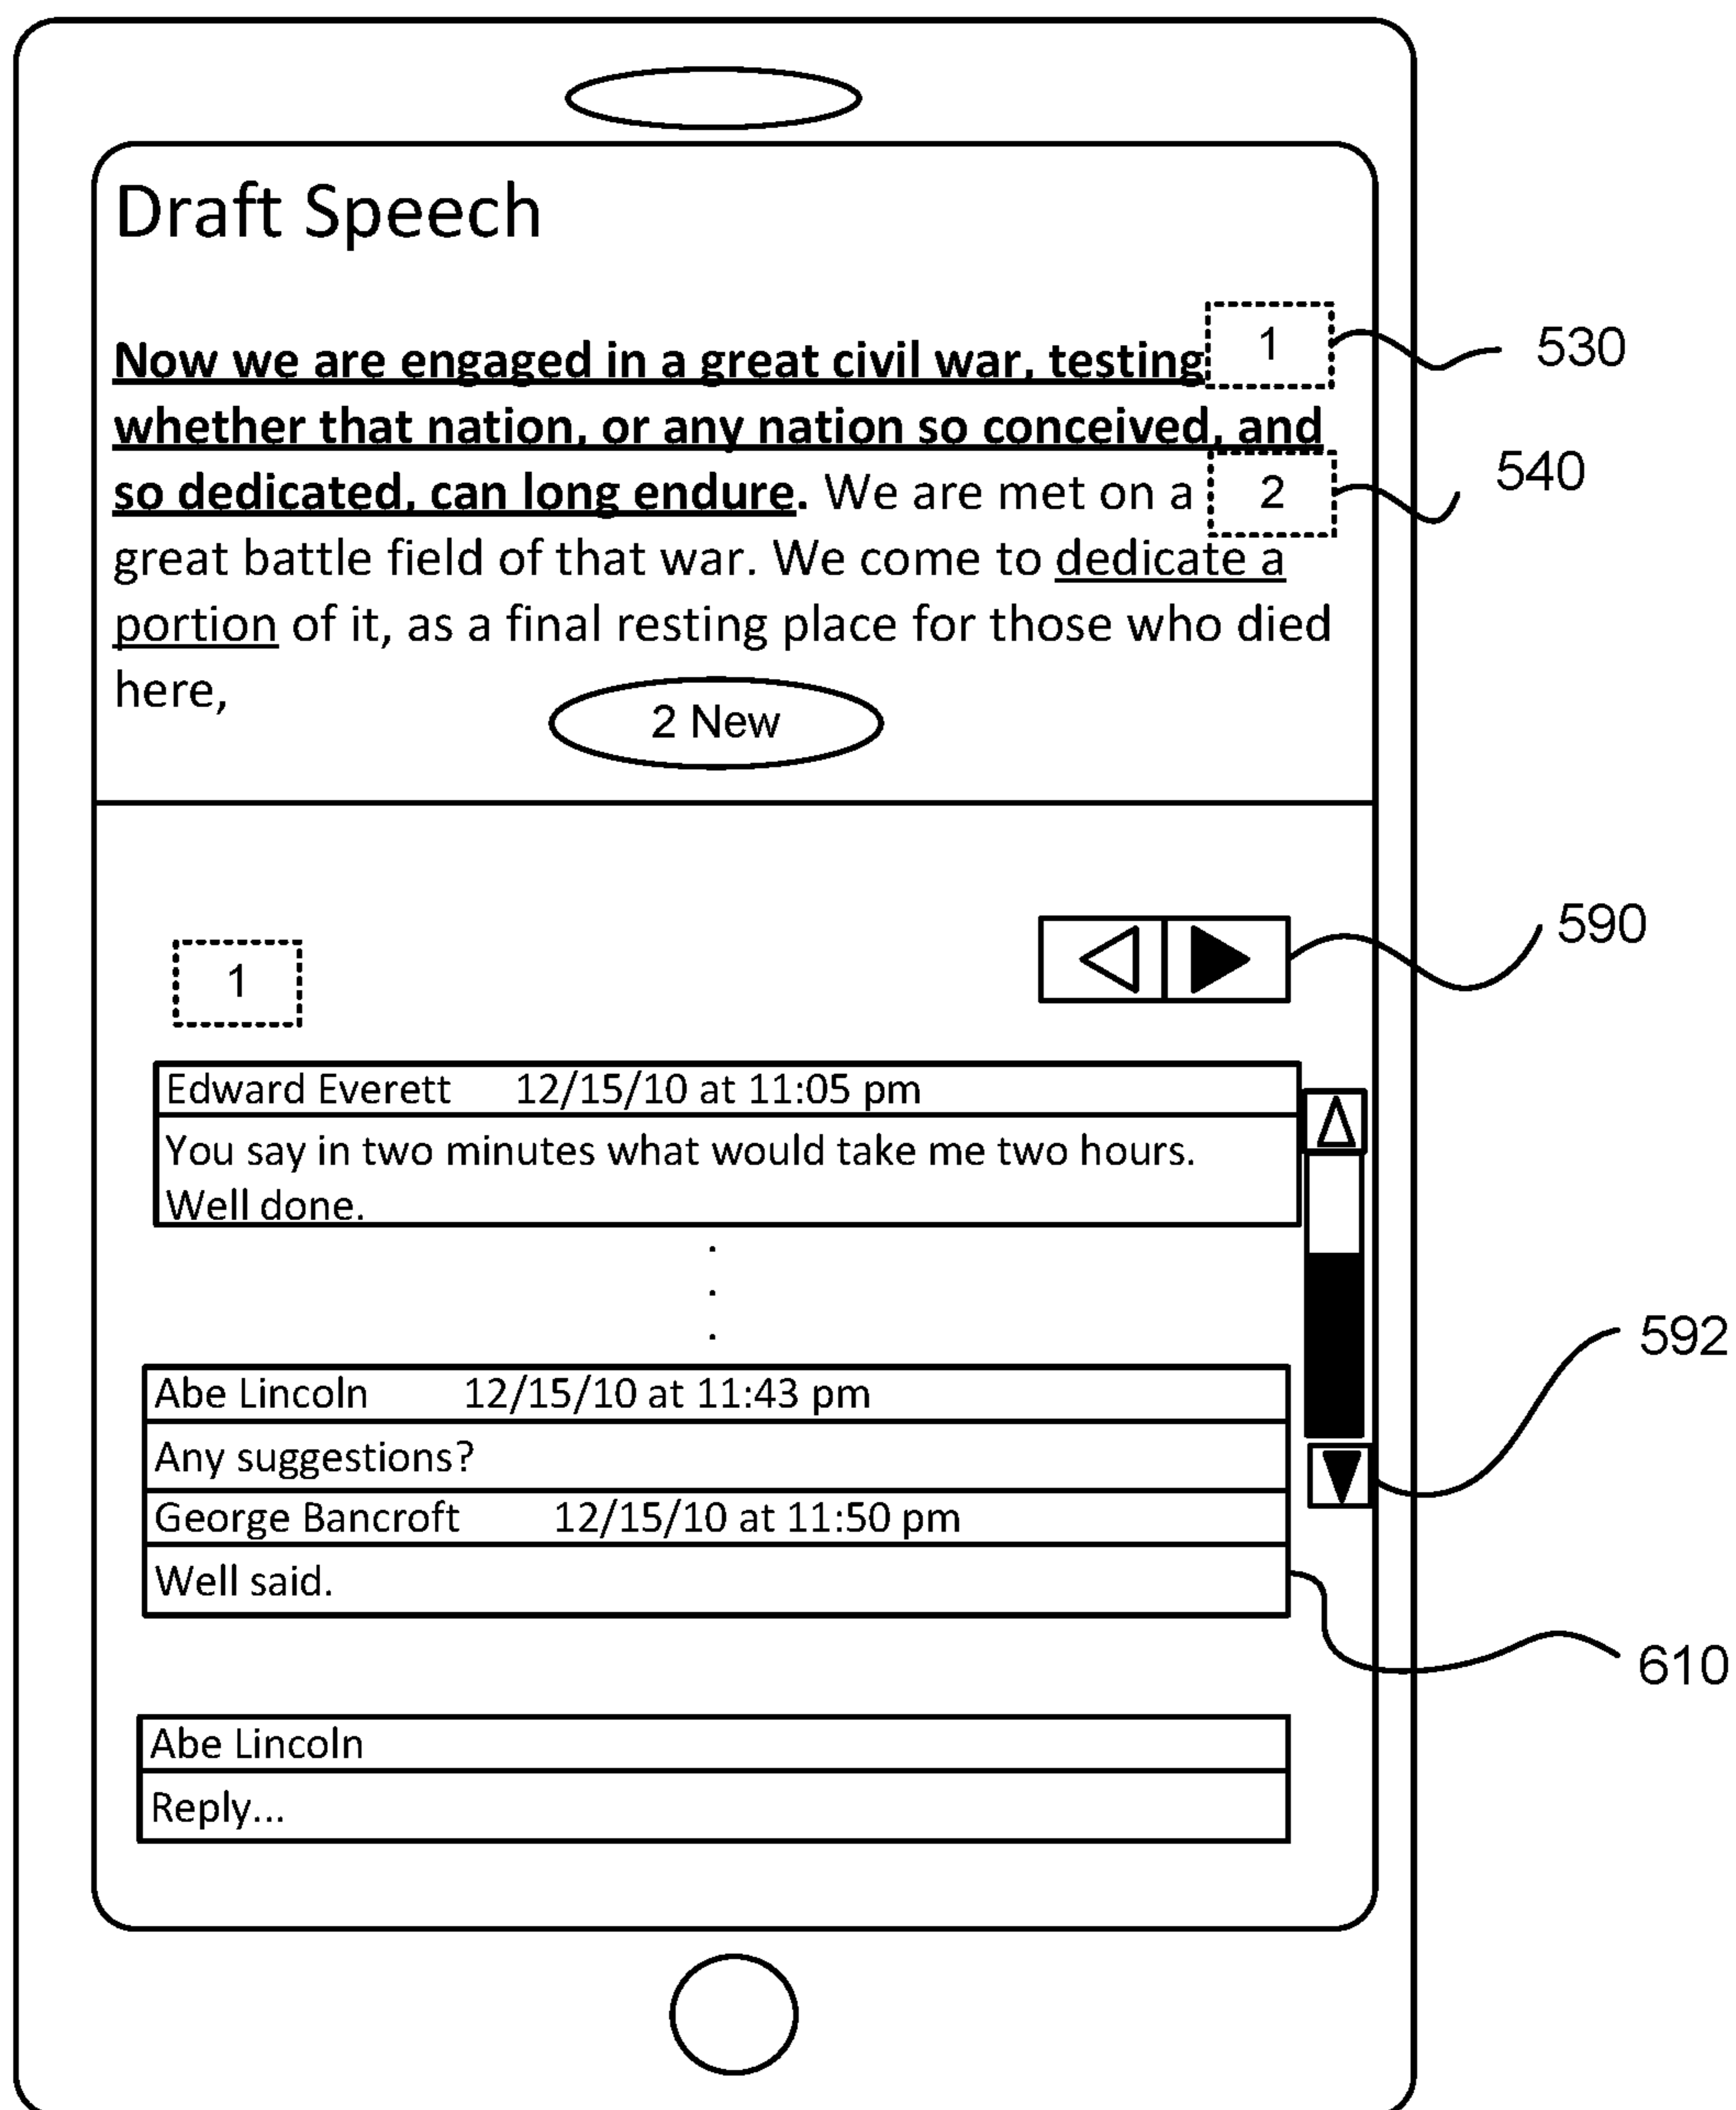 Draft Speech
Now we are engaged in a great civil war, testing 1 530
whether that nation, or any nation so conceived, and
so dedicated, can long endure. We are met on a 2 540
great battle field of that war. We come to dedicate a
portion of it, as a final resting place for those who died
here,
2 New
590
1
Edward Everett 12/15/10 at 11:05 pm
You say in two minutes what would take me two hours.
Well done.
.
.
.
592
Abe Lincoln 12/15/10 at 11:43 pm
Any suggestions?
George Bancroft 12/15/10 at 11:50 pm
Well said.
610
Abe Lincoln
Reply...